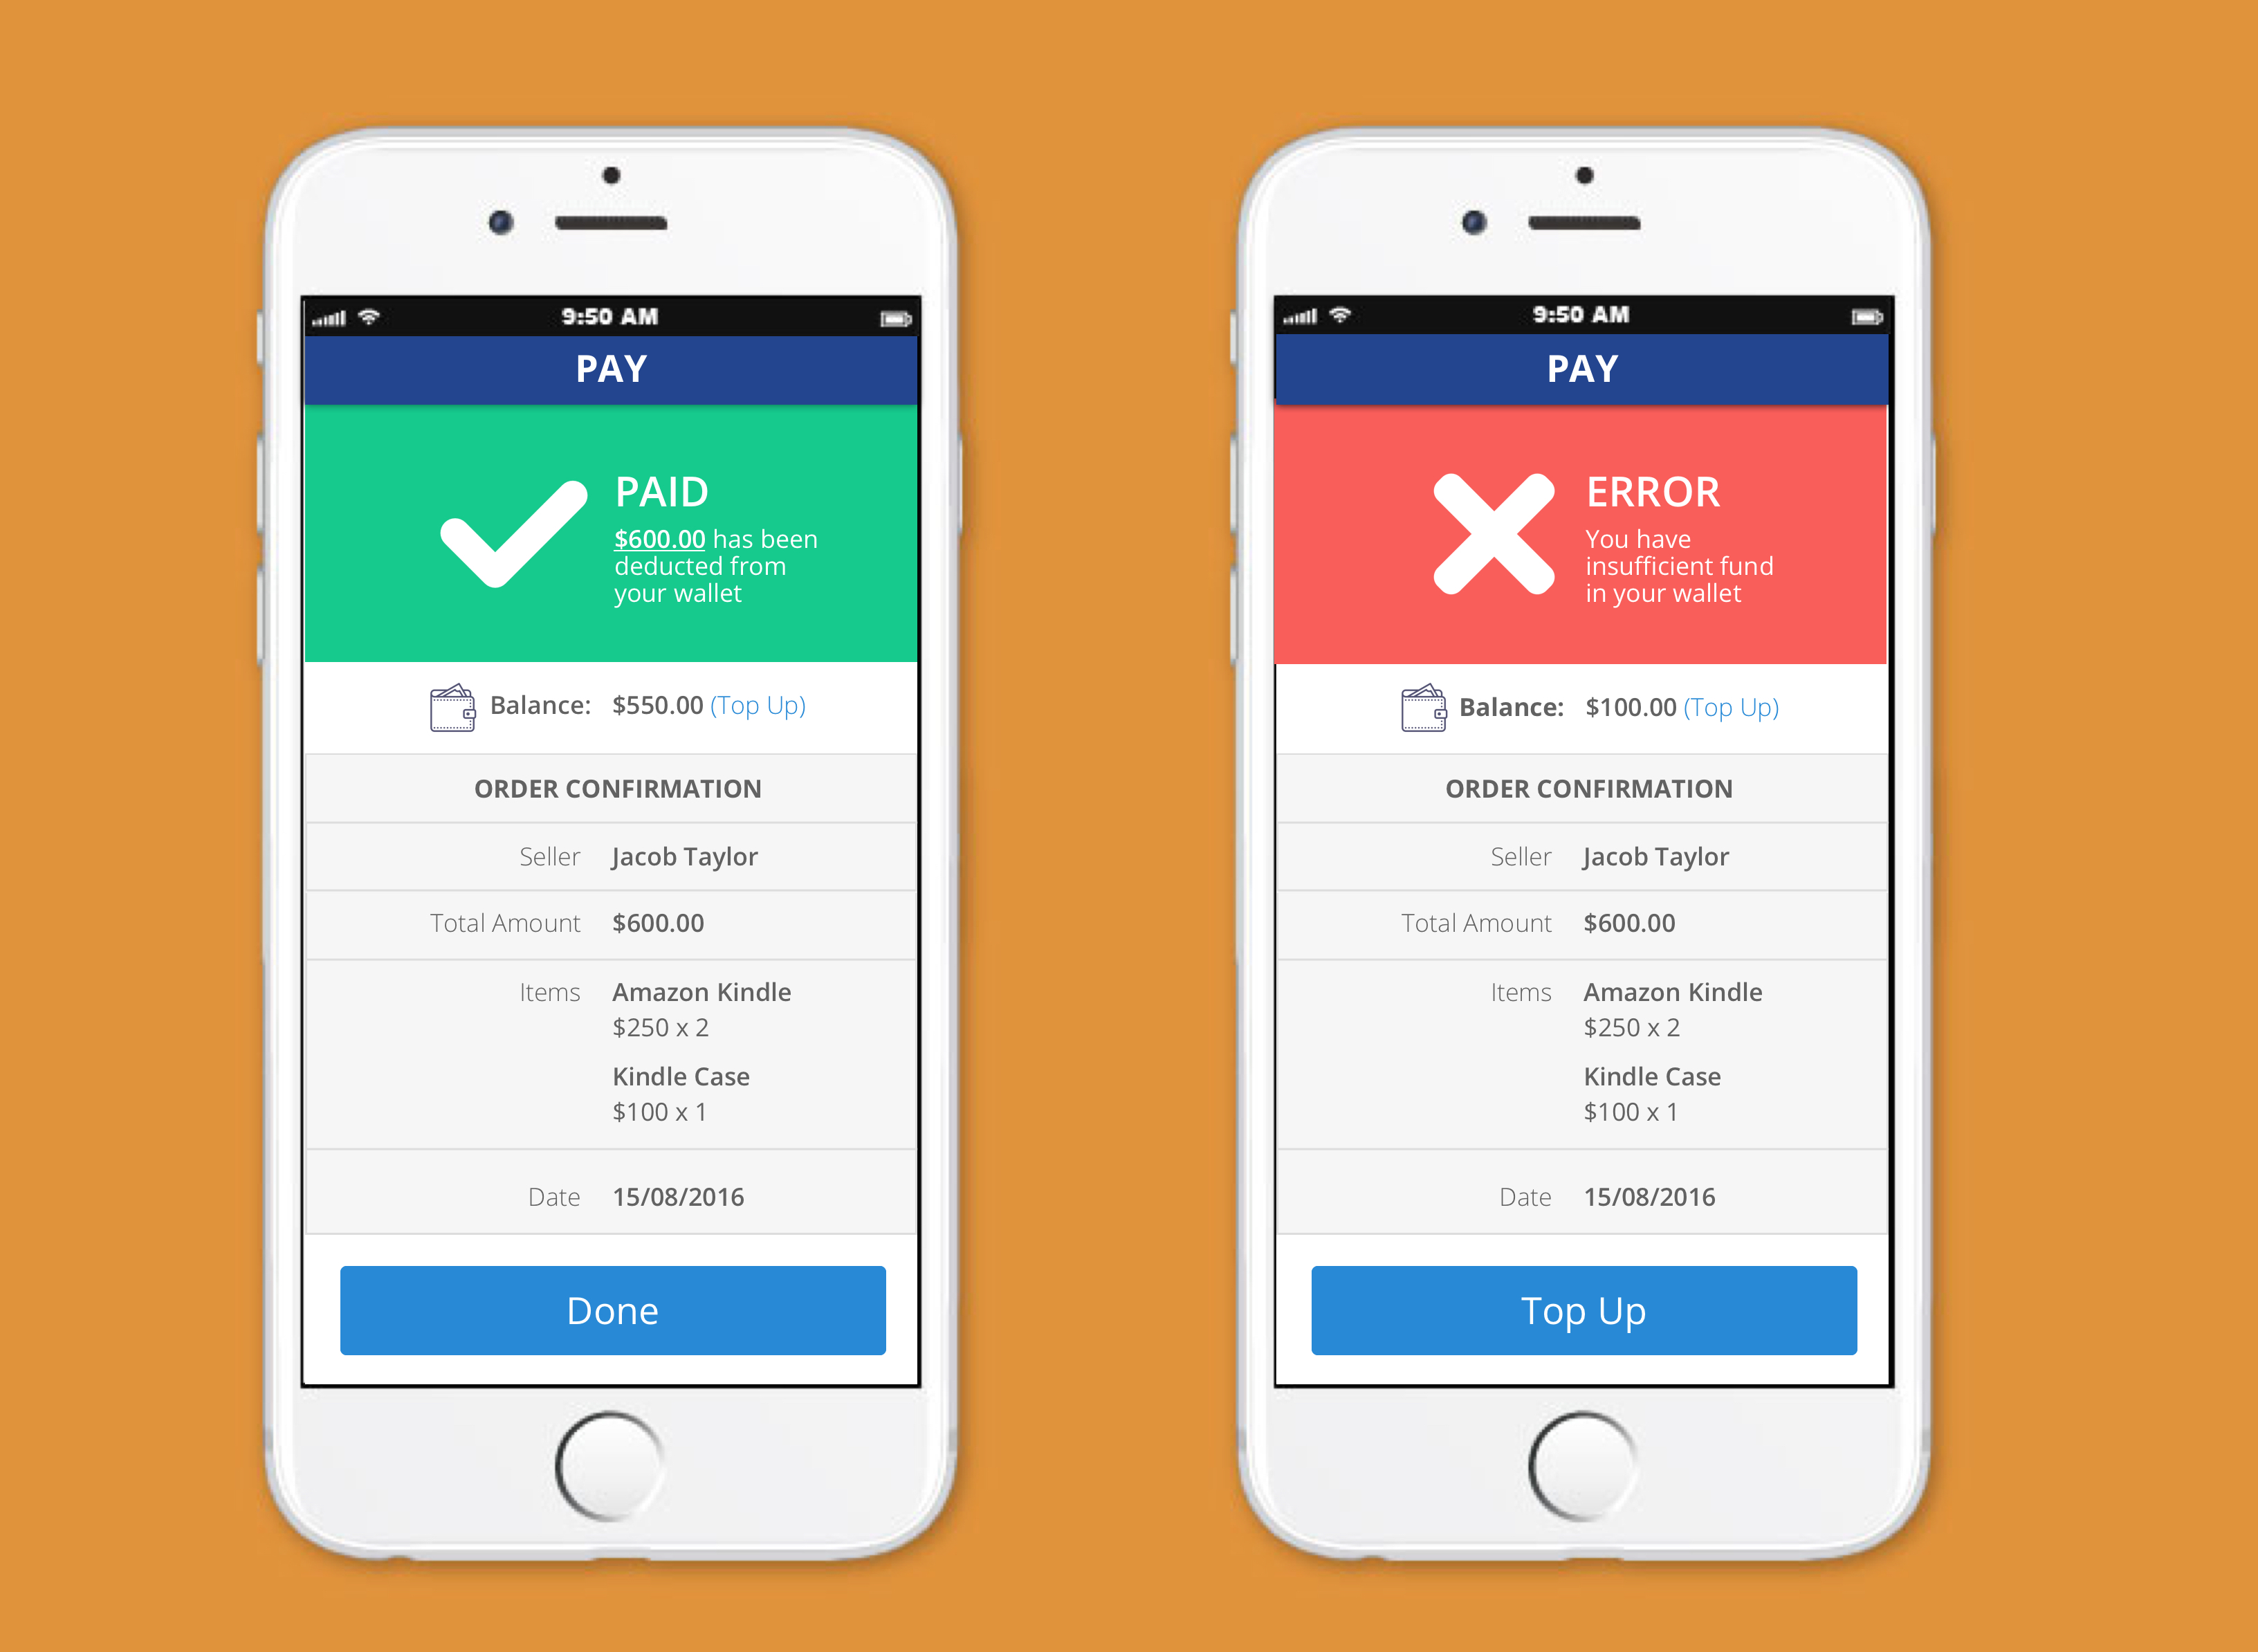 9:50 AM
PAY
PAID
$600.00 has been
deducted from
your wallet
Balance: $550.00 (Top Up)
ORDER CONFIRMATION
Seller Jacob Taylor
Total Amount $600.00
Items Amazon Kindle
$250 x 2
Kindle Case
$100 x 1
Date 15/08/2016
Done
9:50 AM
PAY
ERROR
You have
insufficient fund
in your wallet
Balance: $100.00 (Top Up)
ORDER CONFIRMATION
Seller Jacob Taylor
Total Amount $600.00
Items Amazon Kindle
$250 x 2
Kindle Case
$100 x 1
Date 15/08/2016
Top Up